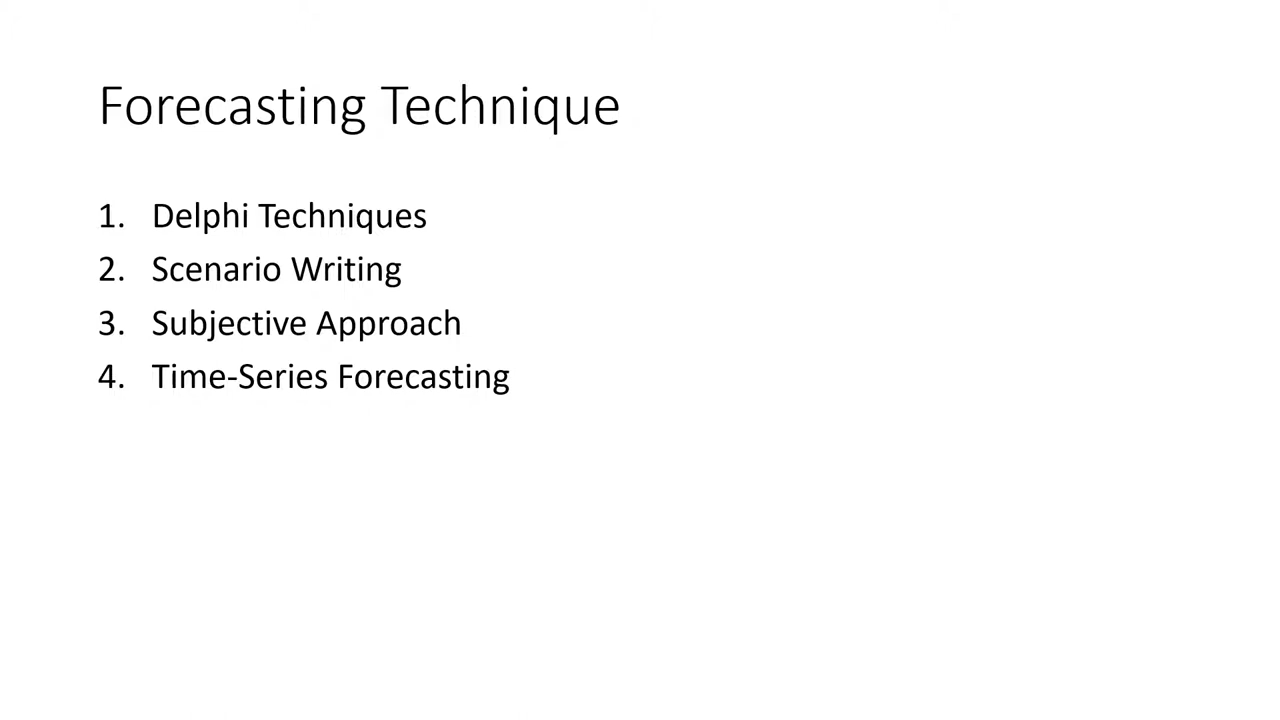 Forecasting Technique
1. Delphi Techniques
2. Scenario Writing
3. Subjective Approach
4. Time-Series Forecasting